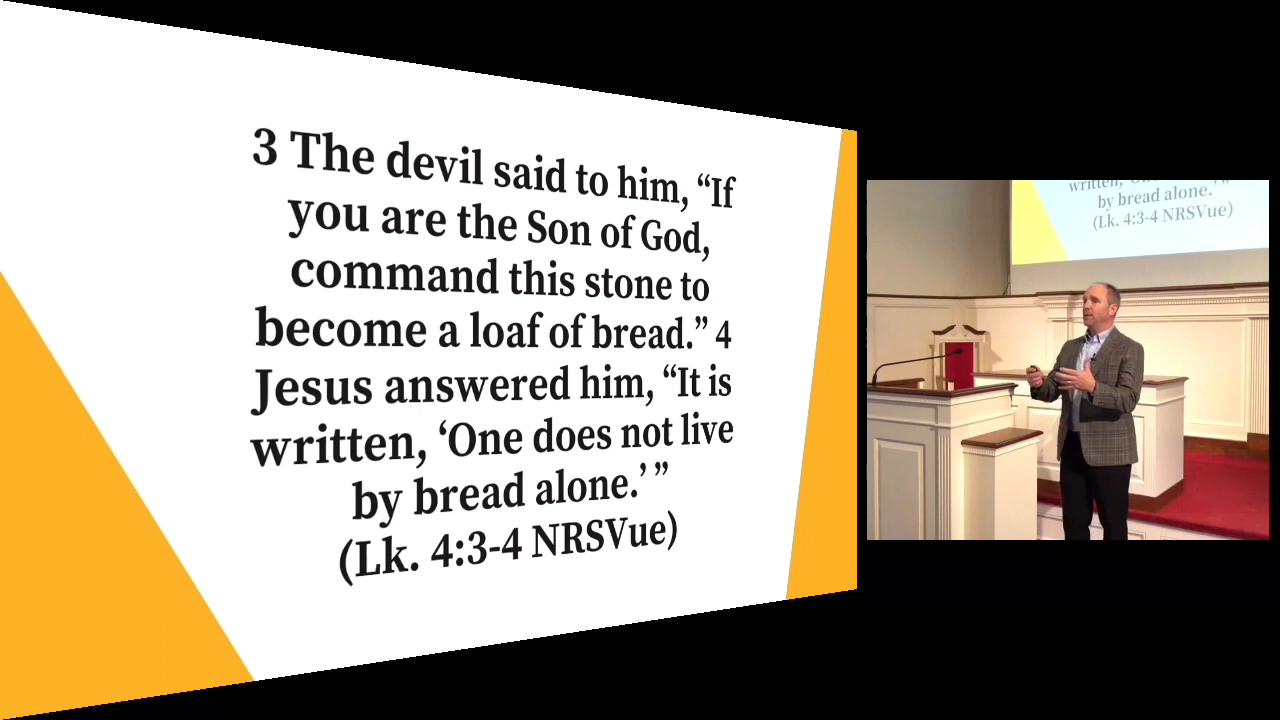 3 The devil said to him, “If
you are the Son of God,
command this stone to
become a loaf of bread.” 4
Jesus answered him, “It is
written, ‘One does not live
by bread alone.’ ”
(Lk. 4:3-4 NRSVue)
written, ‘One
by bread alone.’ ”
(Lk. 4:3-4 NRSVue)